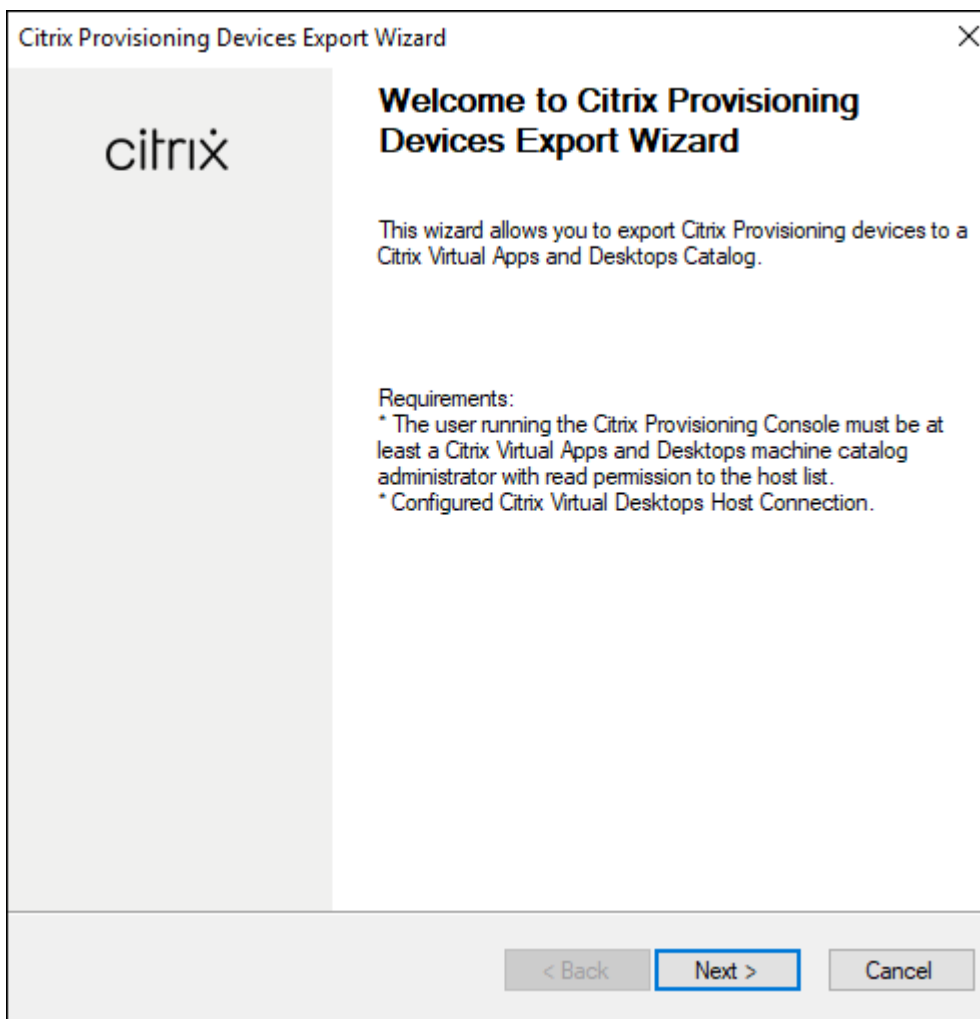 Citrix Provisioning Devices Export Wizard
citrix
Welcome to Citrix Provisioning
Devices Export Wizard
This wizard allows you to export Citrix Provisioning devices to a
Citrix Virtual Apps and Desktops Catalog.
Requirements:
* The user running the Citrix Provisioning Console must be at
least a Citrix Virtual Apps and Desktops machine catalog
administrator with read permission to the host list.
* Configured Citrix Virtual Desktops Host Connection.
< Back
Next >
Cancel